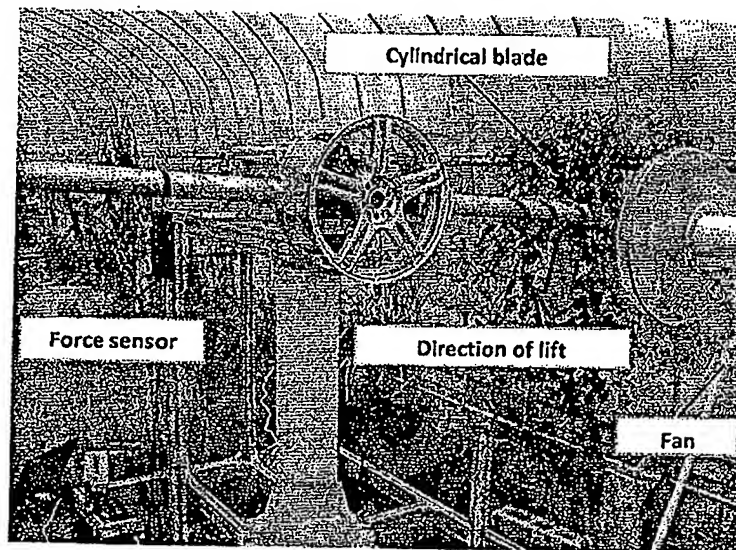 Cylindrical blade
Force sensor
Direction of lift
Fan